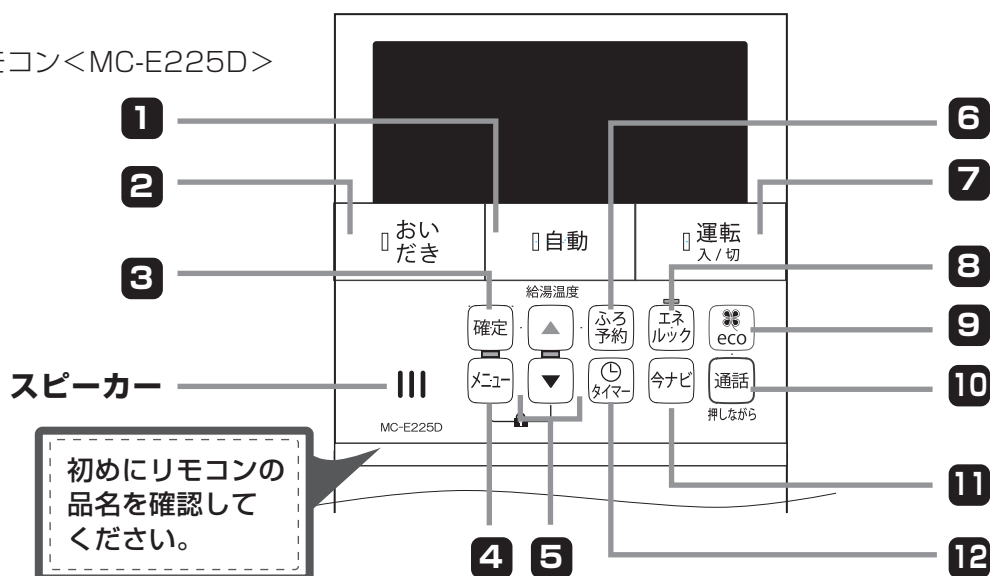 モコン＜MC-E225D＞
1
2
3
スピーカー
初めにリモコンの
品名を確認して
ください。
おい
だき
自動
運転
入/切
給湯温度
確定
▲
ふろ
予約
エネ
ルック
eco
メニュー
▼
タイマー
今ナビ
通話
押しながら
MC-E225D
4
5
6
7
8
9
10
11
12